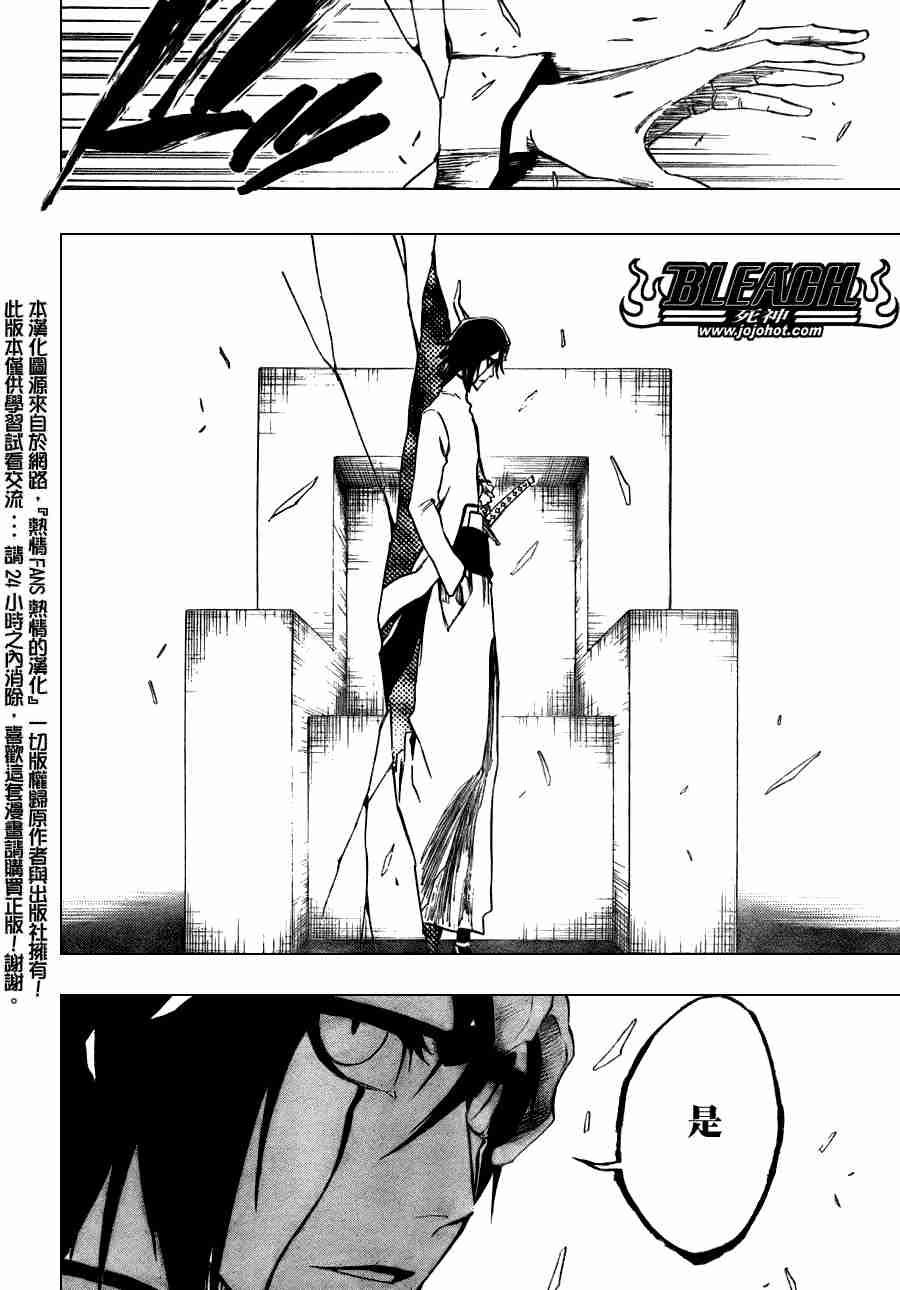 BLEACH
死神
www.jojohot.com
本漢化圖源來自於網路，『熱情FANS熱情的漢化』一切版權歸原作者與出版社擁有！
此版本僅供學習試看交流… 請24小時之內消除，喜歡這套漫畫請購買正版！謝謝。
是